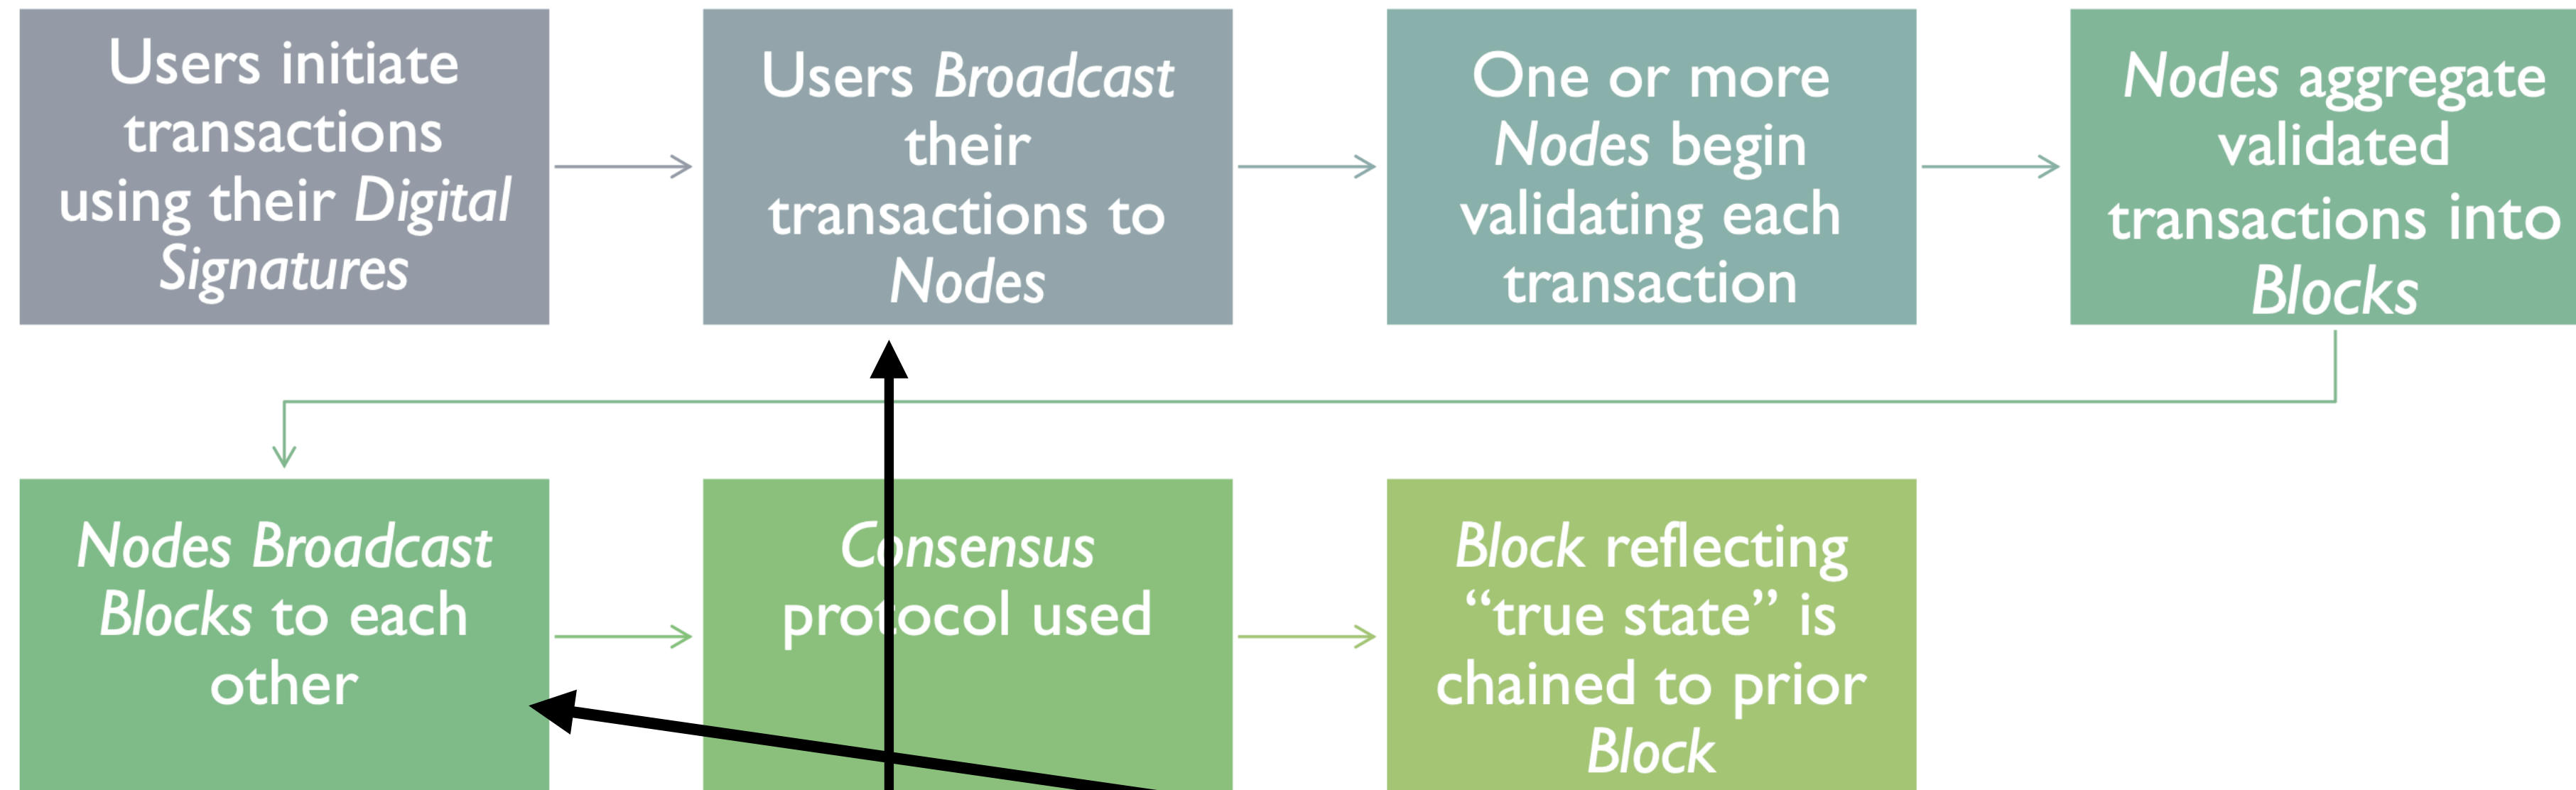 Users initiate
transactions
using their Digital
Signatures
Users Broadcast
their
transactions to
Nodes
One or more
Nodes begin
validating each
transaction
Nodes aggregate
validated
transactions into
Blocks
Nodes Broadcast
Blocks to each
other
Consensus
protocol used
Block reflecting
“true state” is
chained to prior
Block